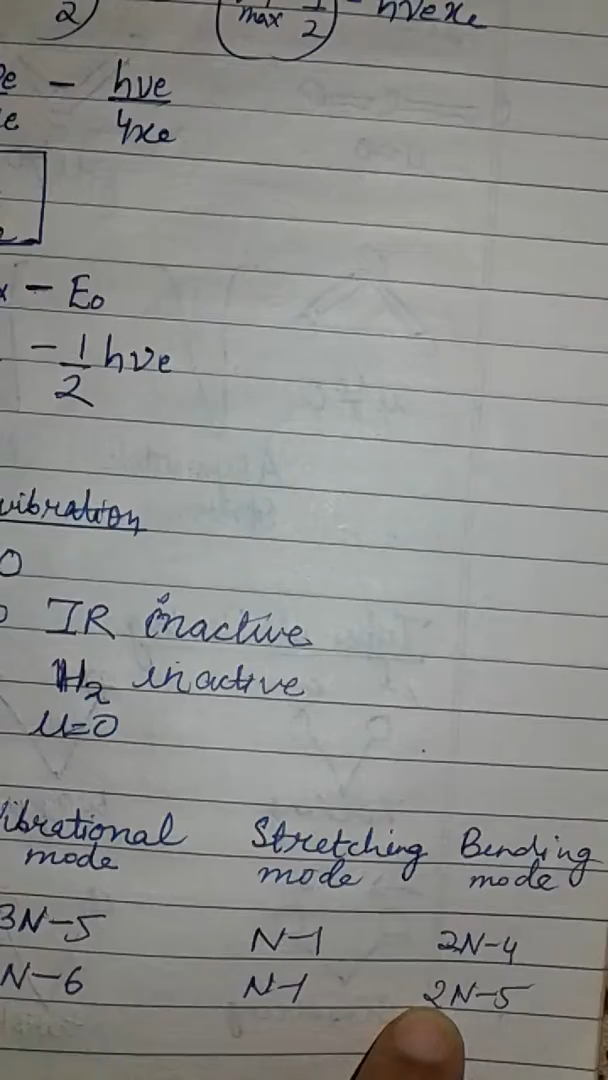 2) (max 1/2) - hνexe
e/e - hνe/4xe
x - E0
- 1/2 hνe
vibration
O
IR inactive
H2 inactive
μ=0
Vibrational mode Stretching mode Bending mode
3N-5 N-1 2N-4
N-6 N-1 2N-5